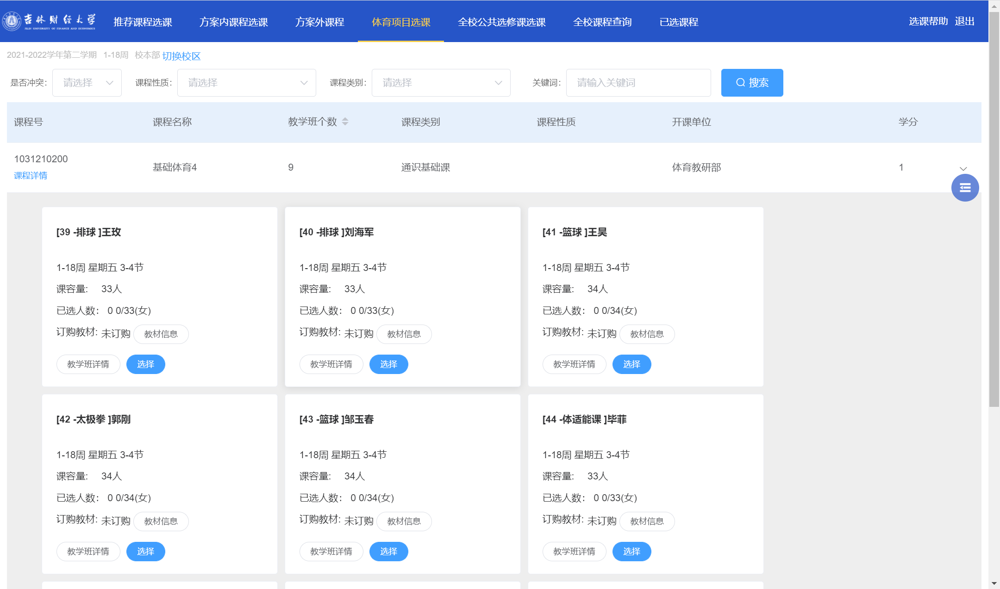 吉林财经大学
JILIN UNIVERSITY OF FINANCE AND ECONOMICS
推荐课程选课 方案内课程选课 方案外课程 体育项目选课 全校公共选修课选课 全校课程查询 已选课程 选课帮助 退出
2021-2022学年第二学期 1-18周 校本部 切换校区
是否冲突: 请选择 课程性质: 请选择 课程类别: 请选择 关键词: 请输入关键词 搜索
课程号 课程名称 教学班个数 课程类别 课程性质 开课单位 学分
1031210200
课程详情
基础体育4 9 通识基础课 体育教研部 1
[39 -排球 ]王玫
1-18周 星期五 3-4节
课容量: 33人
已选人数: 0 0/33(女)
订购教材: 未订购 教材信息
教学班详情 选择
[40 -排球 ]刘海军
1-18周 星期五 3-4节
课容量: 33人
已选人数: 0 0/33(女)
订购教材: 未订购 教材信息
教学班详情 选择
[41 -篮球 ]王昊
1-18周 星期五 3-4节
课容量: 34人
已选人数: 0 0/34(女)
订购教材: 未订购 教材信息
教学班详情 选择
[42 -太极拳 ]郭刚
1-18周 星期五 3-4节
课容量: 34人
已选人数: 0 0/34(女)
订购教材: 未订购 教材信息
教学班详情 选择
[43 -篮球 ]邹玉春
1-18周 星期五 3-4节
课容量: 34人
已选人数: 0 0/34(女)
订购教材: 未订购 教材信息
教学班详情 选择
[44 -体适能课 ]毕菲
1-18周 星期五 3-4节
课容量: 33人
已选人数: 0 0/33(女)
订购教材: 未订购 教材信息
教学班详情 选择